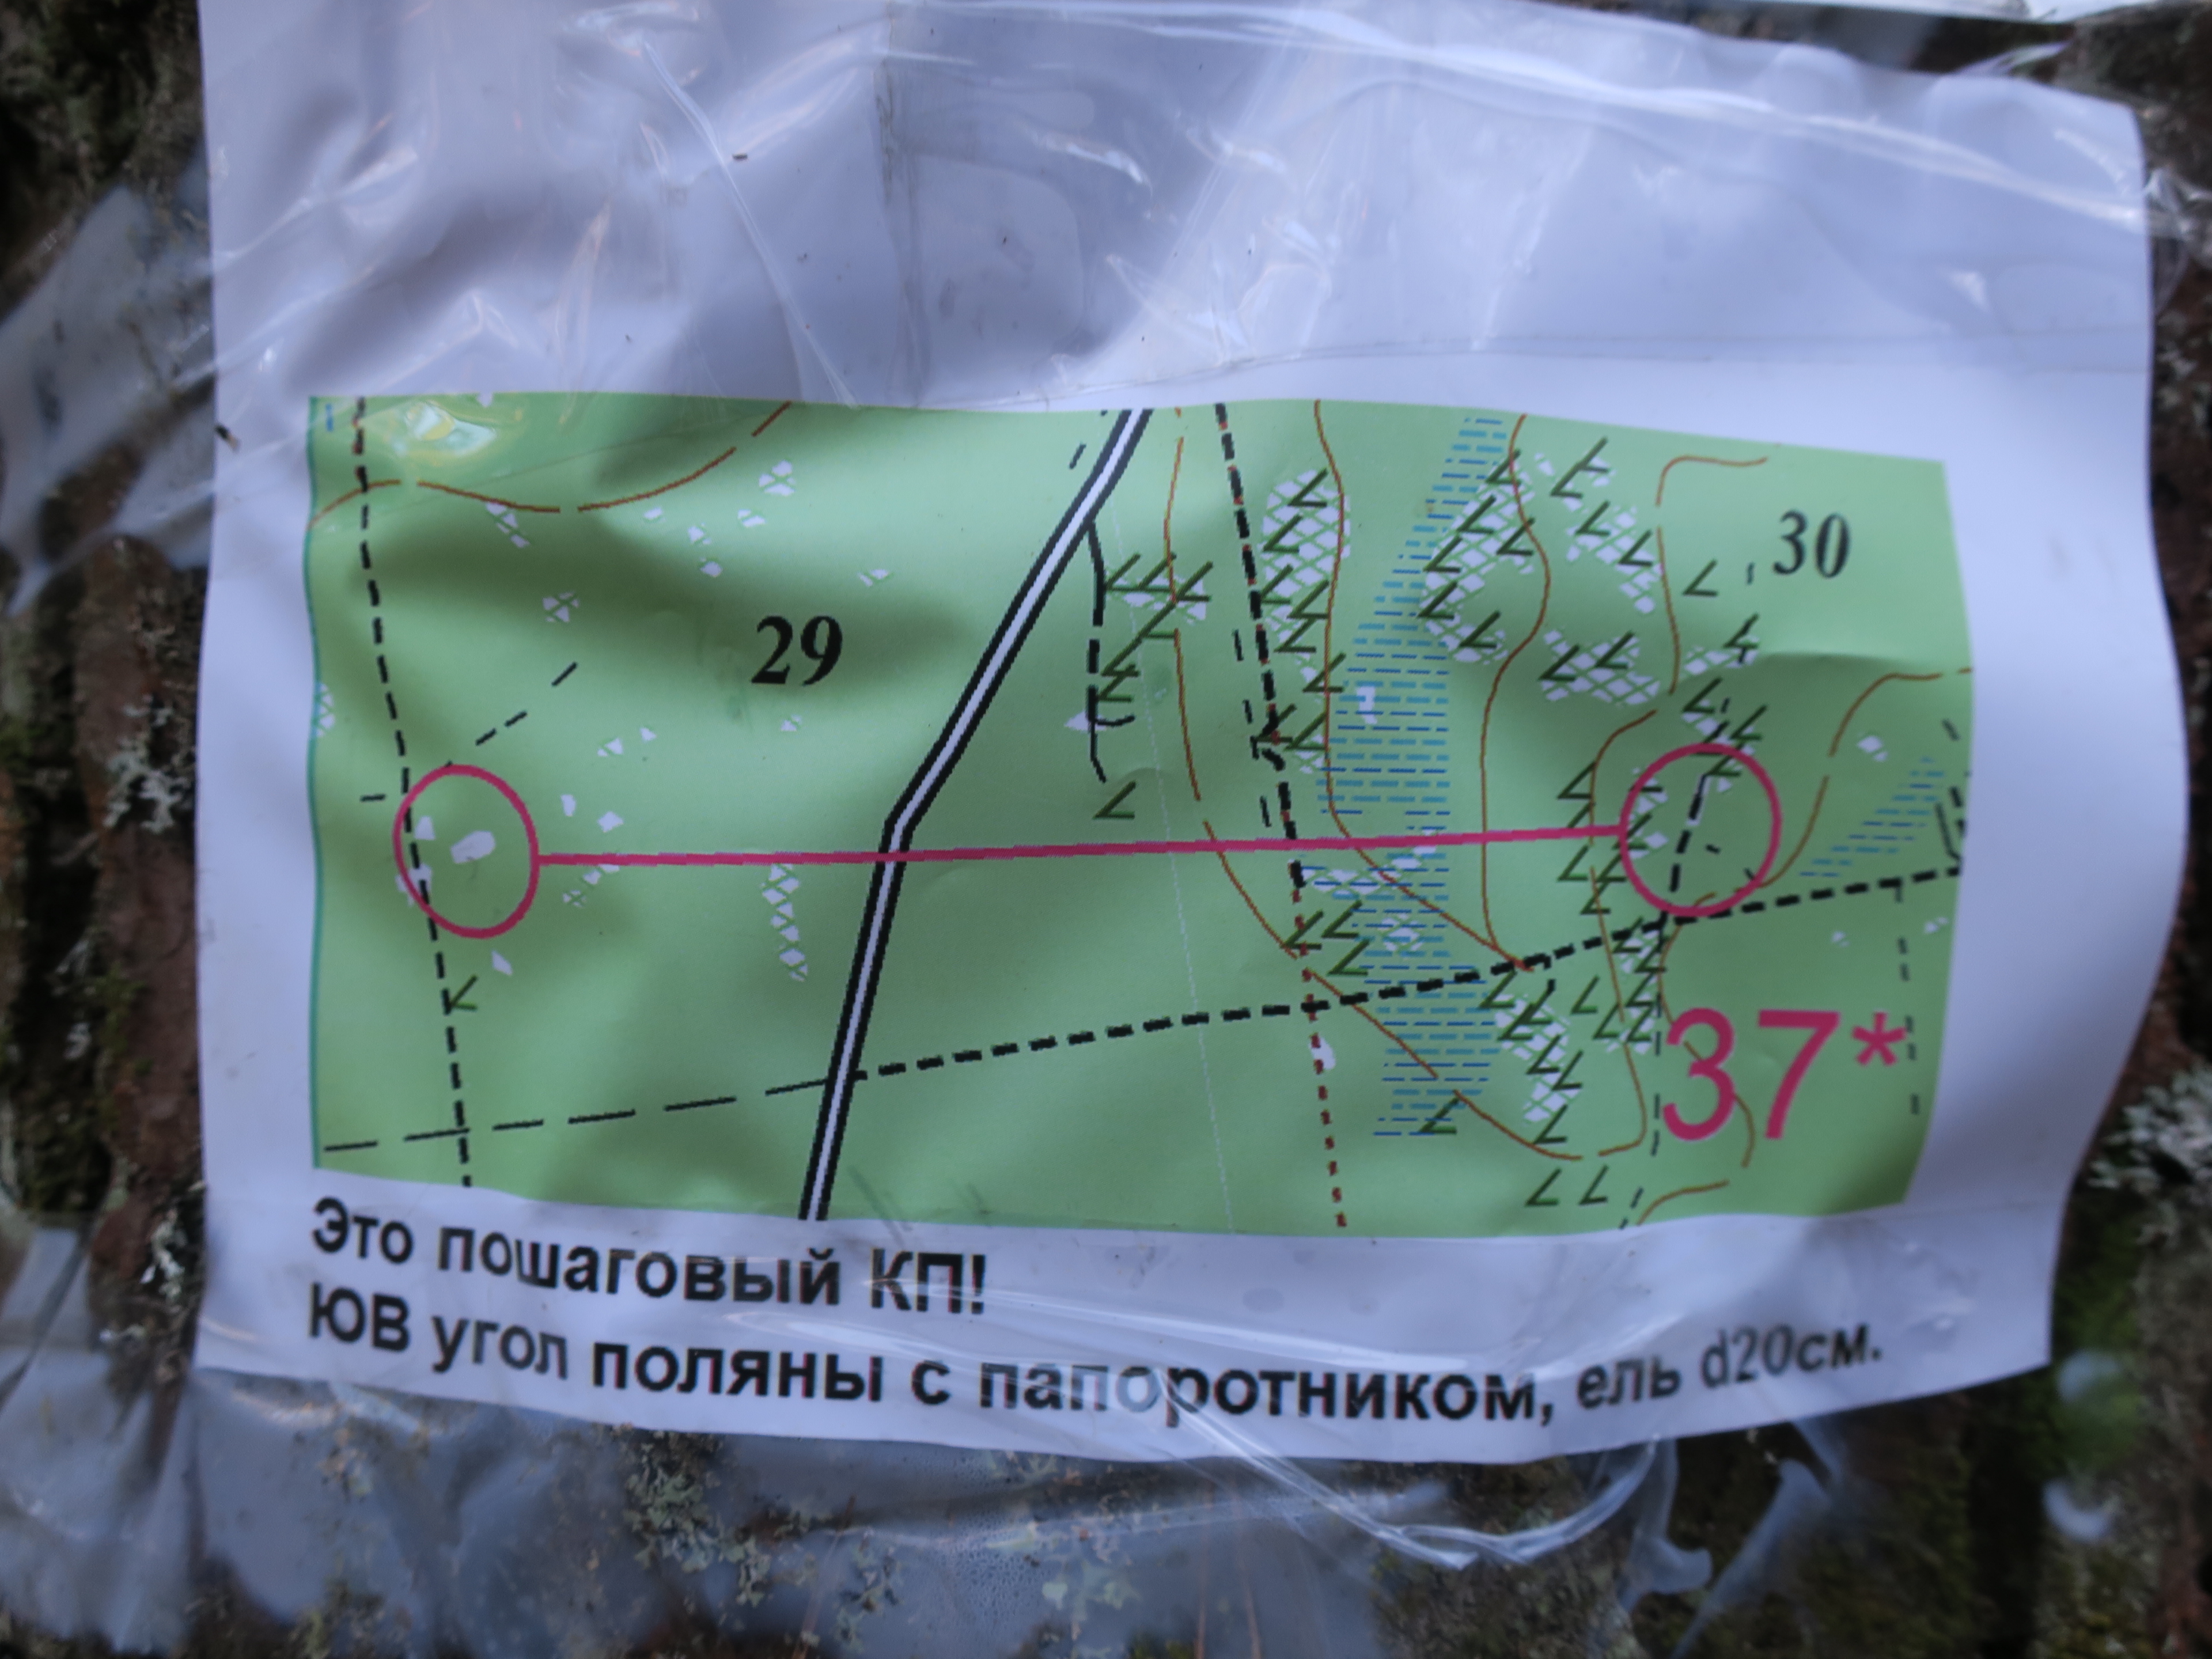 30
29
37*
Это пошаговый КП!
ЮВ угол поляны с папоротником, ель d20см.